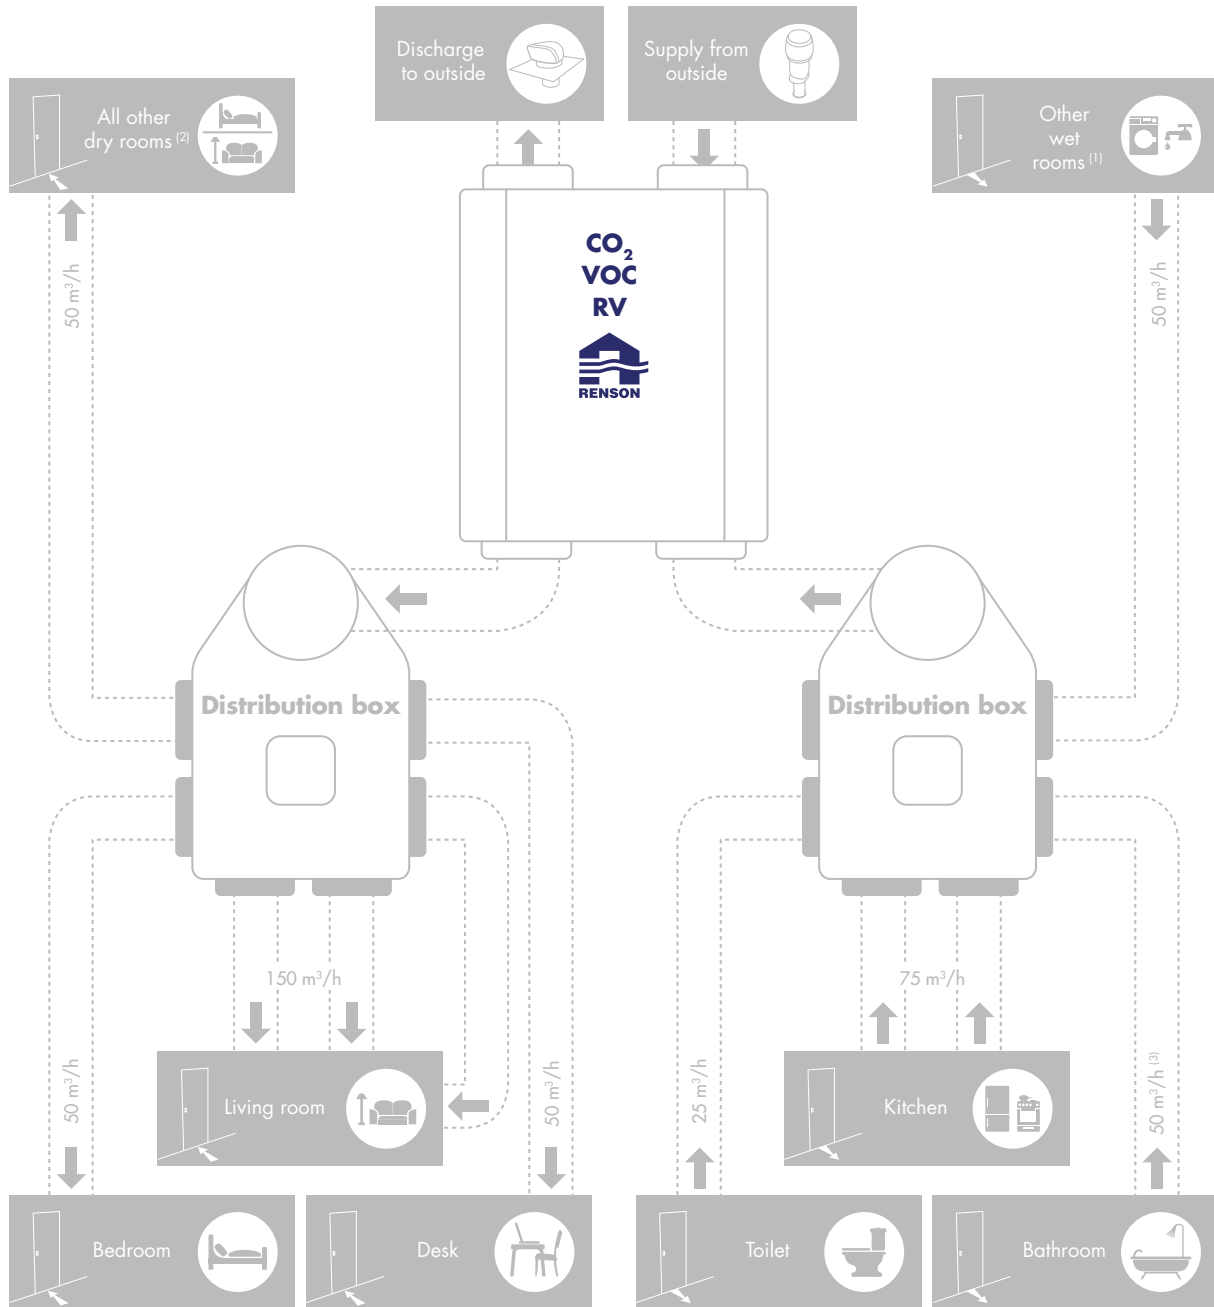 Discharge
to outside
Supply from
outside
All other
dry rooms (2)
Other
wet
rooms (1)
CO2
VOC
RV
RENSON
50 m³/h
50 m³/h
Distribution box
Distribution box
150 m³/h
75 m³/h
50 m³/h
Living room
50 m³/h
25 m³/h
Kitchen
50 m³/h (3)
Bedroom
Desk
Toilet
Bathroom